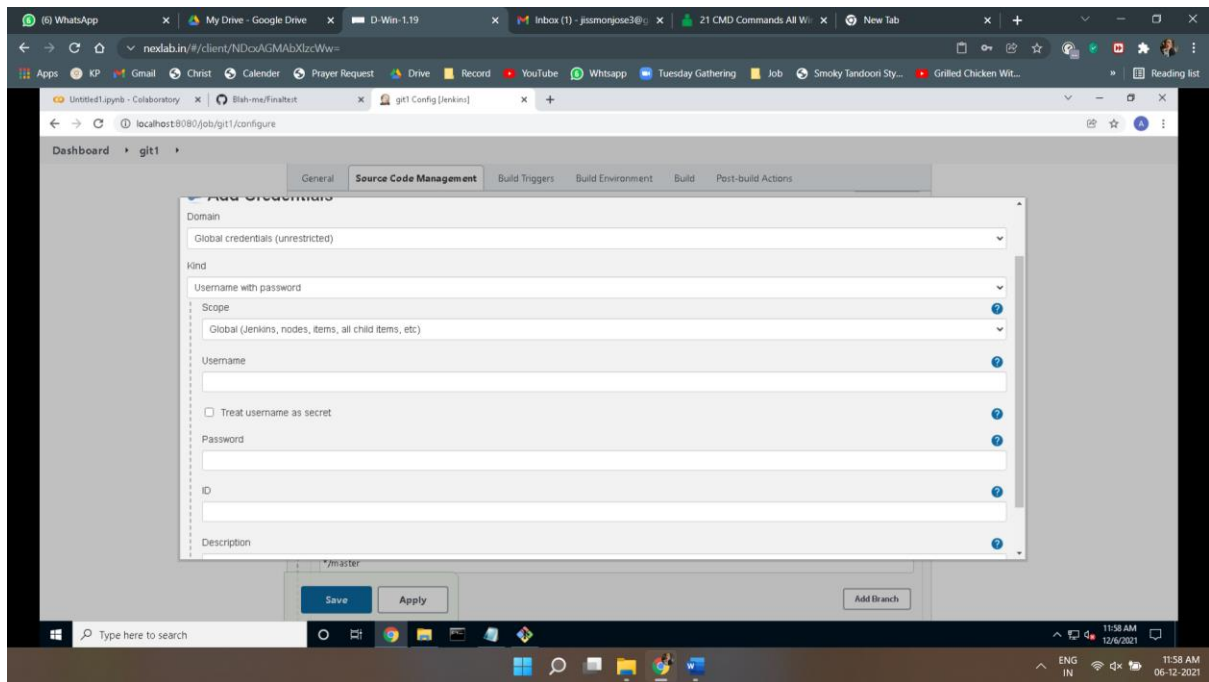 (6) WhatsApp
My Drive - Google Drive
D-Win-1.19
Inbox (1) - jissmonjose3@g
21 CMD Commands All Wi
New Tab
nexlab.in/#/client/NDcxAGMAbXlzcWw=
Apps KP Gmail Christ Calender Prayer Request Drive Record YouTube Whtsapp Tuesday Gathering Job Smoky Tandoori Sty... Grilled Chicken Wit... » Reading list
Untitled1.ipynb - Colaboratory
Blah-me/Finaltest
git1 Config [Jenkins]
localhost:8080/job/git1/configure
A
Dashboard git1
General Source Code Management Build Triggers Build Environment Build Post-build Actions
Add Credentials
Domain
Global credentials (unrestricted)
Kind
Username with password
Scope
Global (Jenkins, nodes, items, all child items, etc)
Username
Treat username as secret
Password
ID
Description
*/master
Save Apply Add Branch
Type here to search
11:58 AM
12/6/2021
ENG
IN
11:58 AM
06-12-2021